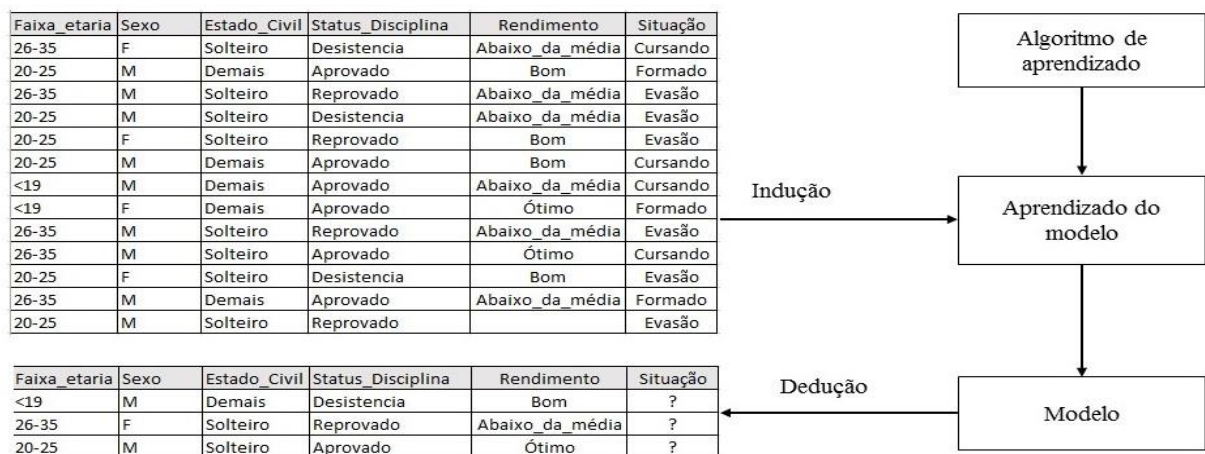 Faixa_etaria Sexo Estado_Civil Status_Disciplina Rendimento Situação
26-35 F Solteiro Desistencia Abaixo_da_média Cursando
20-25 M Demais Aprovado Bom Formado
26-35 M Solteiro Reprovado Abaixo_da_média Evasão
20-25 M Solteiro Desistencia Abaixo_da_média Evasão
20-25 F Solteiro Reprovado Bom Evasão
20-25 M Demais Aprovado Bom Cursando
<19 M Demais Aprovado Abaixo_da_média Cursando
<19 F Demais Aprovado Ótimo Formado
26-35 M Solteiro Reprovado Abaixo_da_média Evasão
26-35 M Solteiro Aprovado Ótimo Cursando
20-25 F Solteiro Desistencia Bom Evasão
26-35 M Demais Aprovado Abaixo_da_média Formado
20-25 M Solteiro Reprovado Evasão
Faixa_etaria Sexo Estado_Civil Status_Disciplina Rendimento Situação
<19 M Demais Desistencia Bom ?
26-35 F Solteiro Reprovado Abaixo_da_média ?
20-25 M Solteiro Aprovado Ótimo ?
Indução
Dedução
Algoritmo de
aprendizado
Aprendizado do
modelo
Modelo